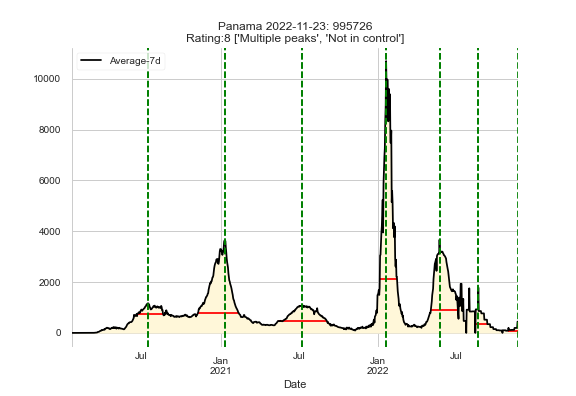 Panama 2022-11-23: 995726
Rating:8 ['Multiple peaks', 'Not in control']
Average-7d
10000
8000
6000
4000
2000
0
Jul
Jan
2021
Jul
Jan
2022
Jul
Date